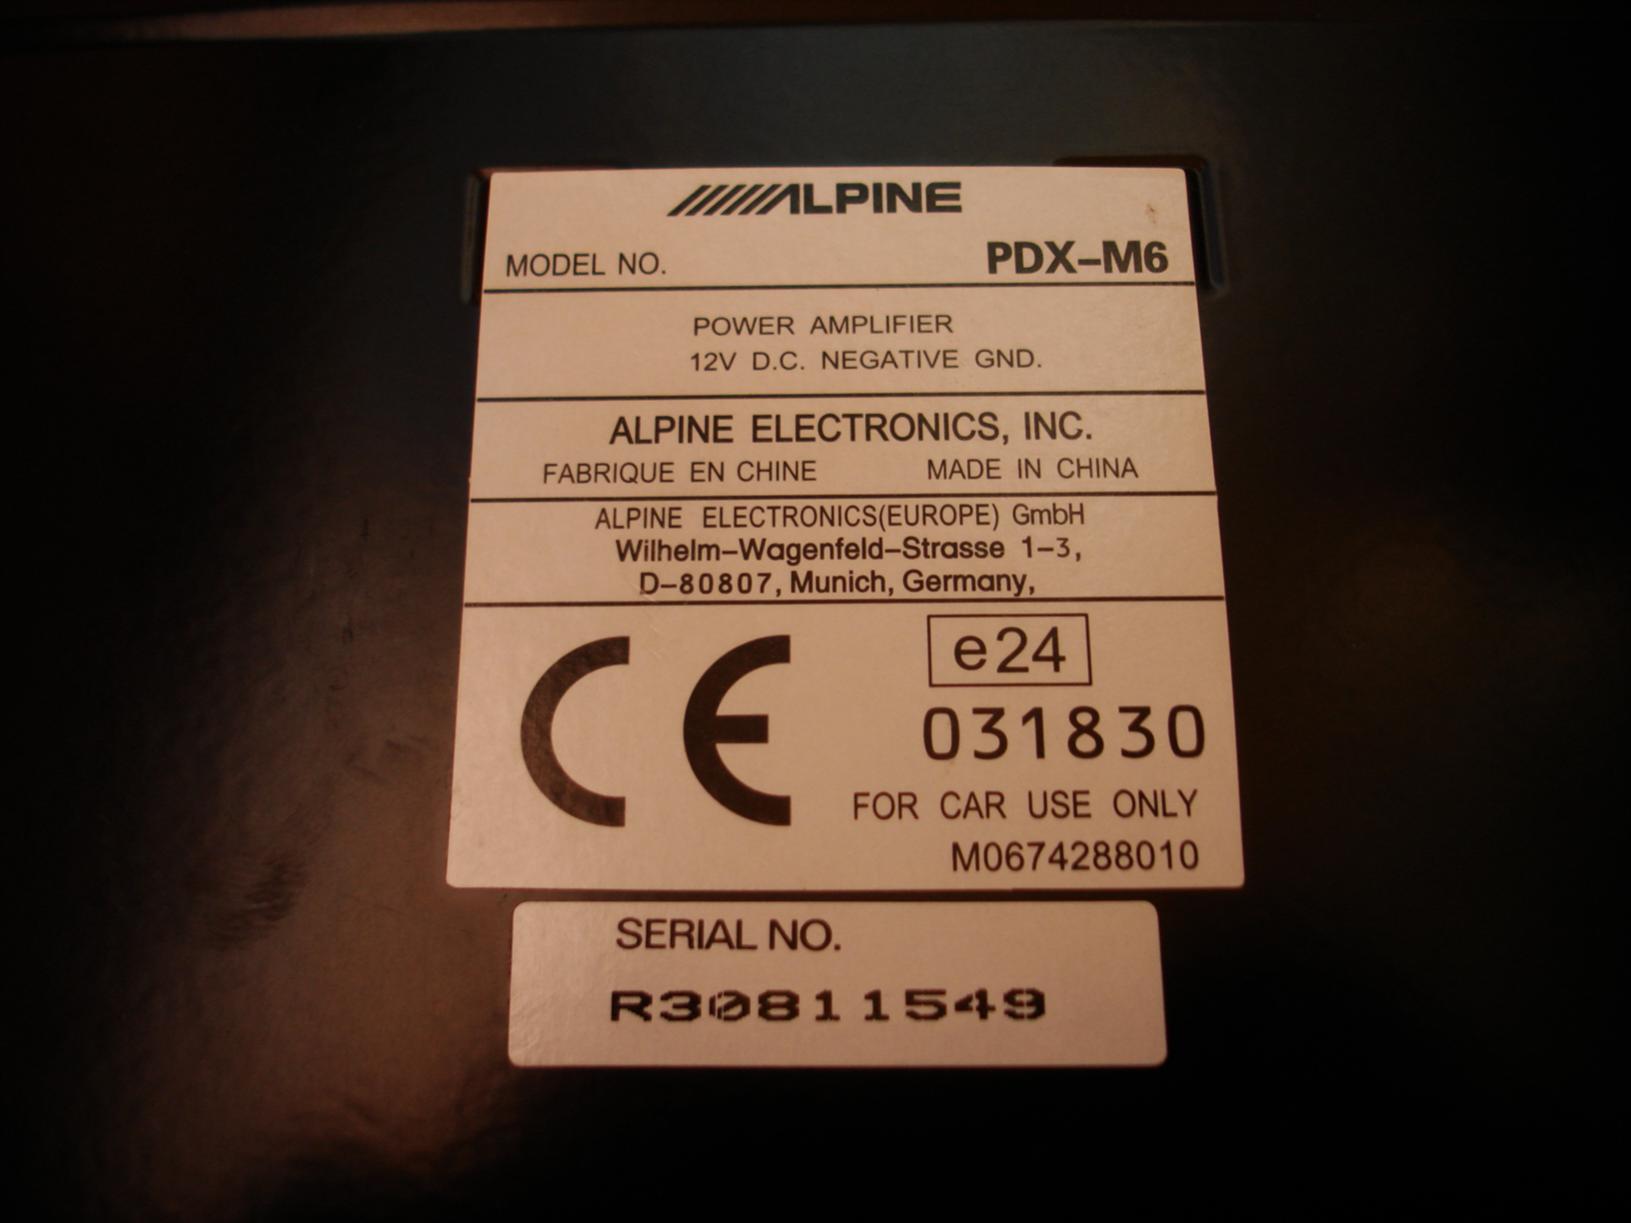 ALPINE
MODEL NO. PDX-M6
POWER AMPLIFIER
12V D.C. NEGATIVE GND.
ALPINE ELECTRONICS, INC.
FABRIQUE EN CHINE MADE IN CHINA
ALPINE ELECTRONICS(EUROPE) GmbH
Wilhelm-Wagenfeld-Strasse 1-3,
D-80807, Munich, Germany,
CE e24
031830
FOR CAR USE ONLY
M0674288010
SERIAL NO.
R30811549